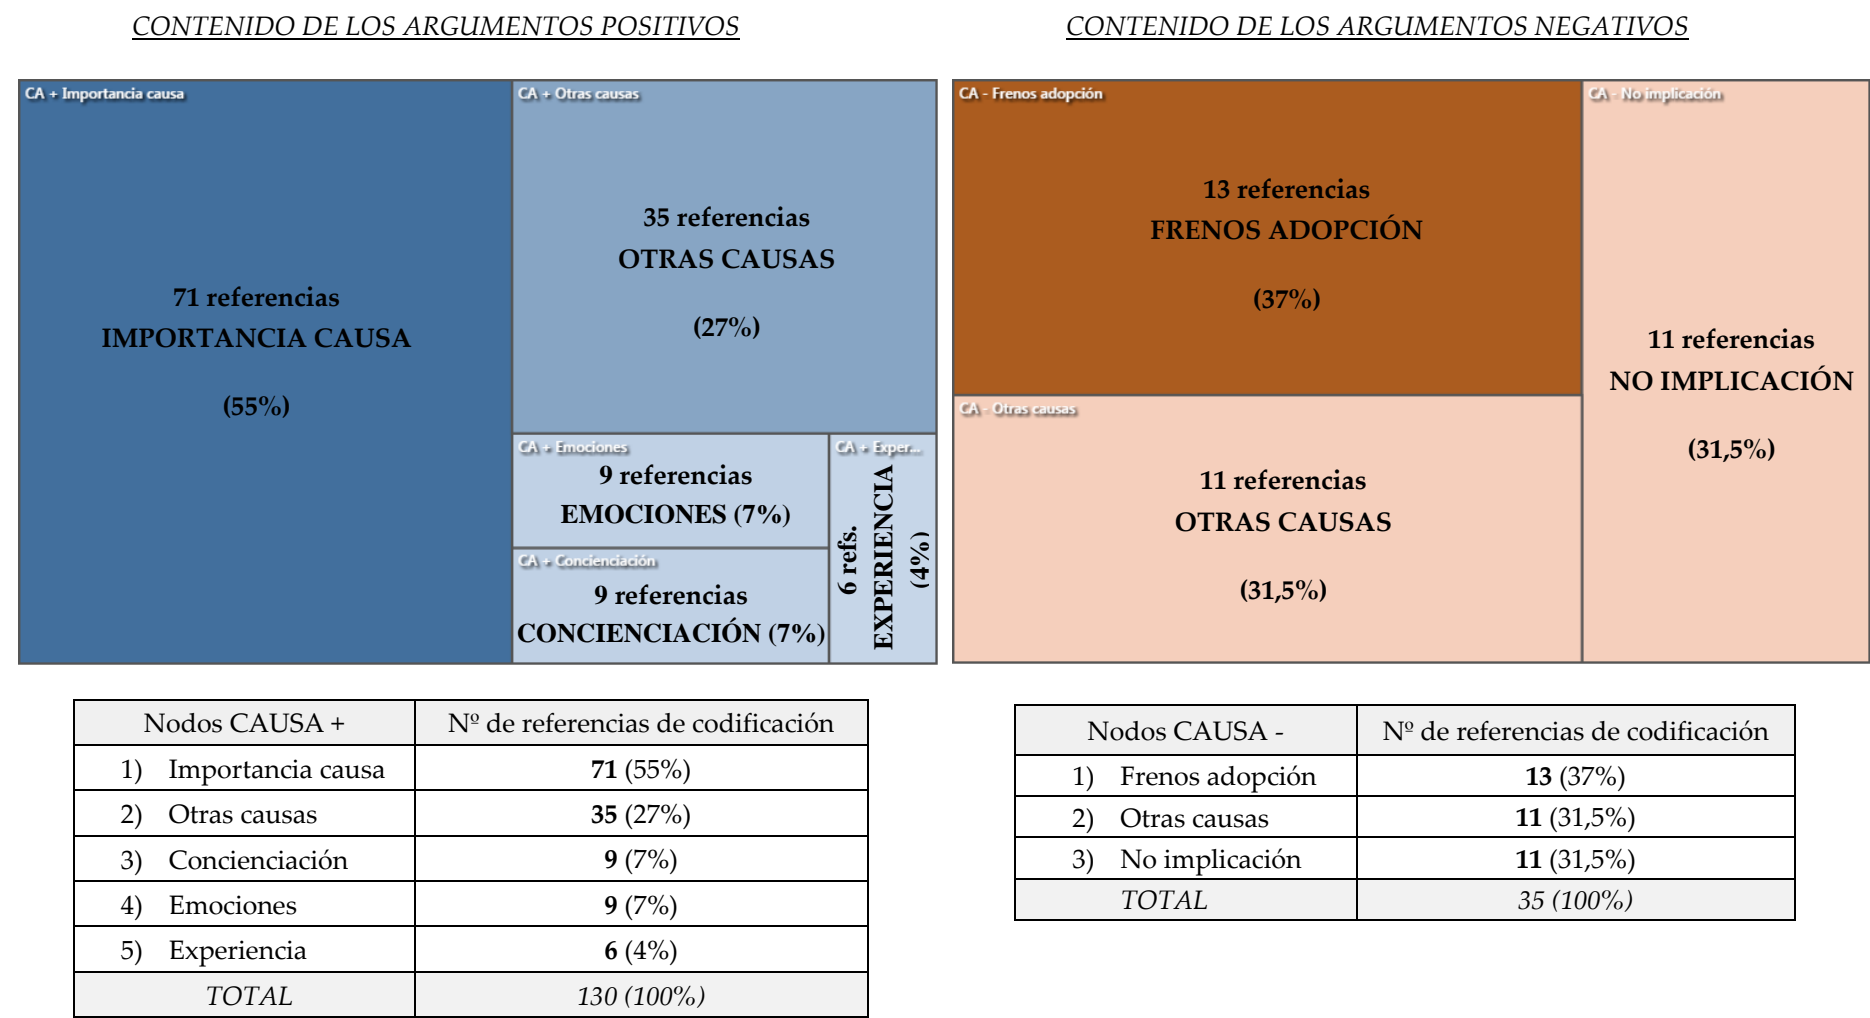 CONTENIDO DE LOS ARGUMENTOS POSITIVOS
CA + Importancia causa
71 referencias
IMPORTANCIA CAUSA
(55%)
CA + Otras causas
35 referencias
OTRAS CAUSAS
(27%)
CA + Emociones
9 referencias
EMOCIONES (7%)
CA + Concienciación
9 referencias
CONCIENCIACIÓN (7%)
CA + Exper...
6 refs.
EXPERIENCIA
(4%)
Nodos CAUSA + Nº de referencias de codificación
1) Importancia causa 71 (55%)
2) Otras causas 35 (27%)
3) Concienciación 9 (7%)
4) Emociones 9 (7%)
5) Experiencia 6 (4%)
TOTAL 130 (100%)
CONTENIDO DE LOS ARGUMENTOS NEGATIVOS
CA - Frenos adopción
13 referencias
FRENOS ADOPCIÓN
(37%)
CA - Otras causas
11 referencias
OTRAS CAUSAS
(31,5%)
CA - No implicación
11 referencias
NO IMPLICACIÓN
(31,5%)
Nodos CAUSA - Nº de referencias de codificación
1) Frenos adopción 13 (37%)
2) Otras causas 11 (31,5%)
3) No implicación 11 (31,5%)
TOTAL 35 (100%)